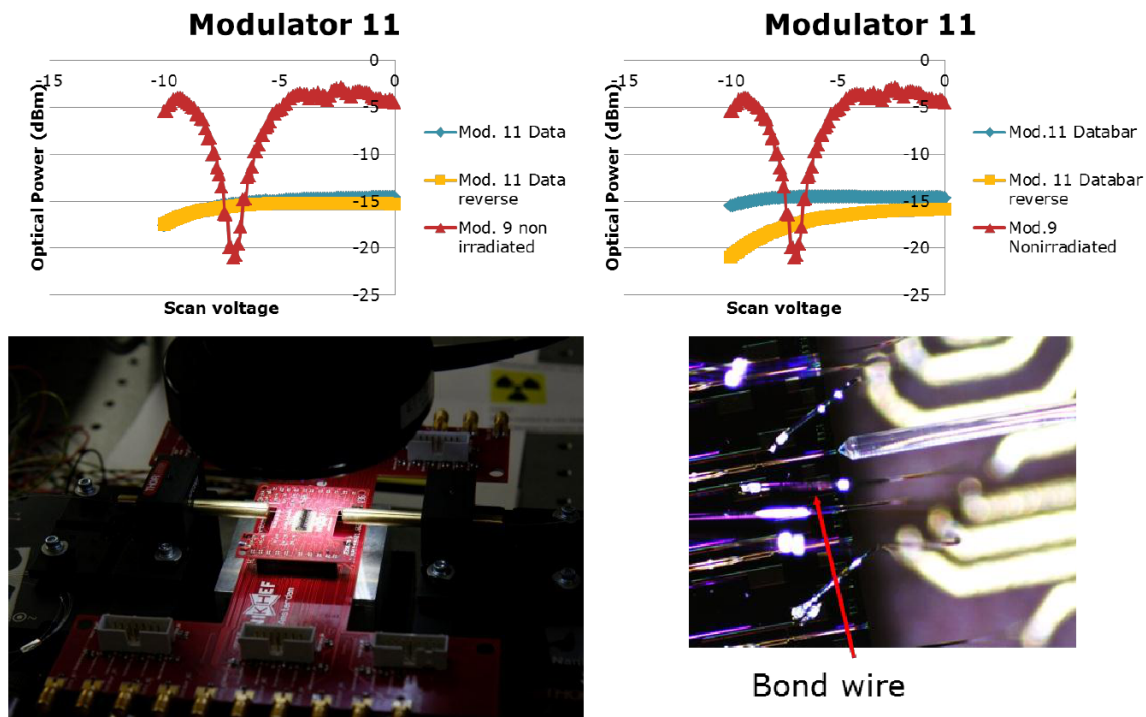 Modulator 11
0
-15
-10
-5
0
-5
-10
-15
-20
-25
Optical Power (dBm)
Scan voltage
Mod. 11 Data
Mod. 11 Data
reverse
Mod. 9 non
irradiated
Modulator 11
0
-15
-10
-5
0
-5
-10
-15
-20
-25
Optical Power (dBm)
Scan voltage
Mod.11 Databar
Mod. 11 Databar
reverse
Mod.9
Nonirradiated
Bond wire